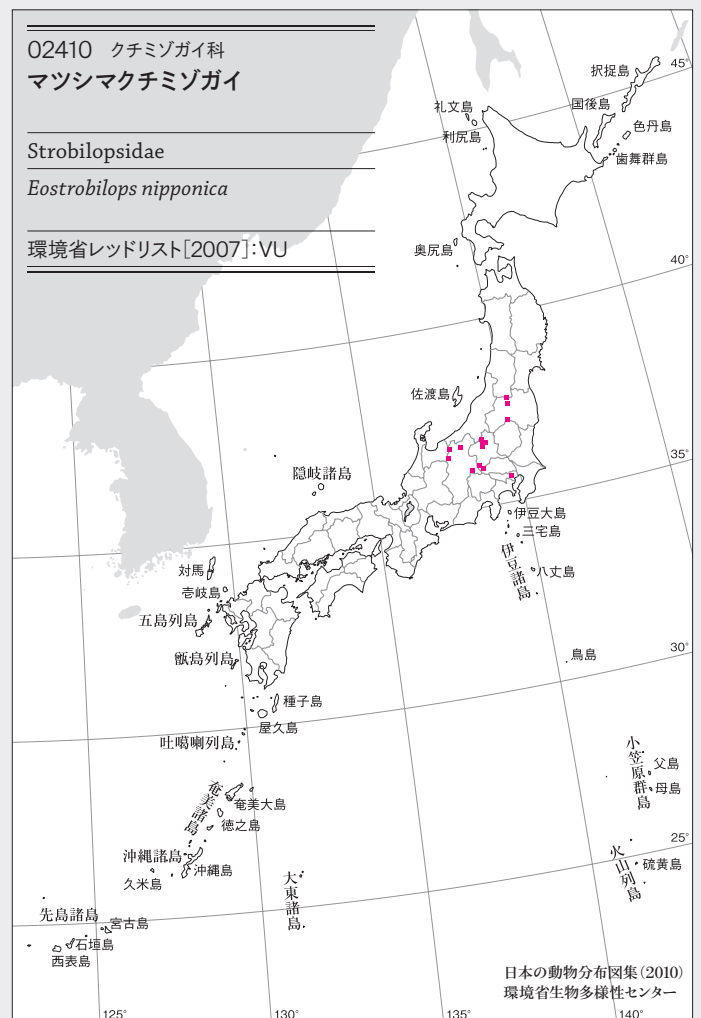 02410 クチミゾガイ科
マツシマクチミゾガイ
Strobilopsidae
Eostrobilops nipponica
環境省レッドリスト[2007]:VU
45°
択捉島
国後島
礼文島
色丹島
利尻島
歯舞群島
奥尻島
40°
佐渡島
35°
隠岐諸島
伊豆大島
三宅島
伊豆諸島
八丈島
対馬
壱岐島
五島列島
甑島列島
鳥島
30°
種子島
屋久島
吐噶喇列島
小笠原群島
父島
母島
奄美諸島
奄美大島
徳之島
25°
沖縄諸島
沖縄島
久米島
火山列島
硫黄島
大東諸島
先島諸島
宮古島
石垣島
西表島
日本の動物分布図集(2010)
環境省生物多様性センター
125°
130°
135°
140°